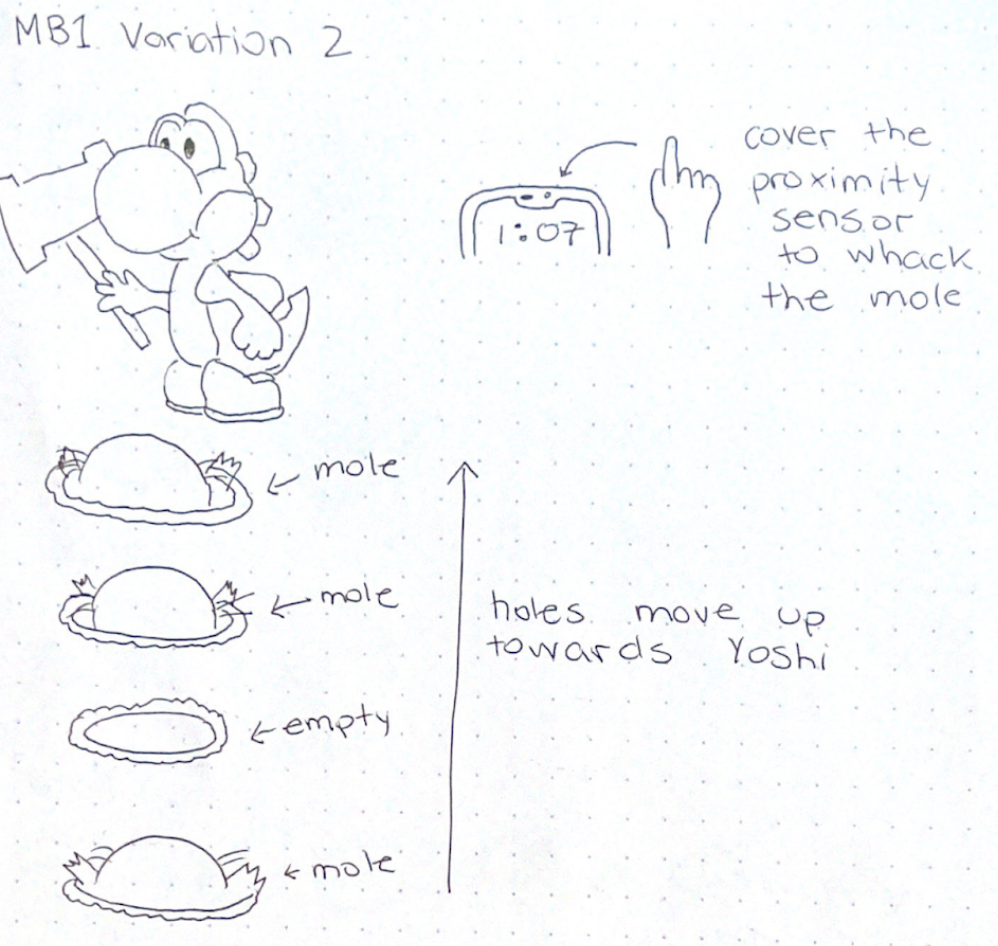 MB1 Variation 2
cover the
proximity
sensor
to whack
the mole
1:07
mole
mole
holes move up
towards Yoshi
empty
mole